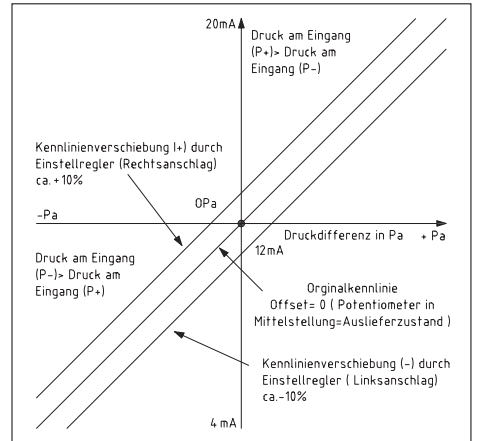 20mA
Druck am Eingang
(P+)> Druck am
Eingang (P-)
Kennlinienverschiebung I+) durch
Einstellregler (Rechtsanschlag)
ca.+10%
0Pa
-Pa
Druckdifferenz in Pa + Pa
12mA
Druck am Eingang
(P-)> Druck am
Eingang (P+)
Orginalkennlinie
Offset= 0 ( Potentiometer in
Mittelstellung=Auslieferzustand )
Kennlinienverschiebung (-) durch
Einstellregler ( Linksanschlag)
ca.-10%
4mA